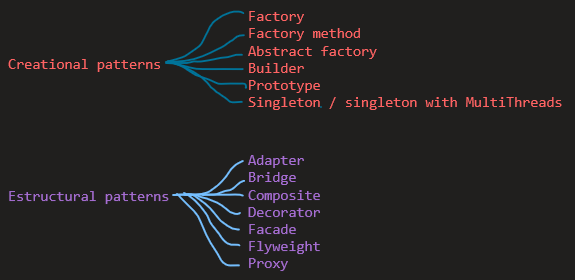 Factory
Factory method
Abstract factory
Creational patterns
Builder
Prototype
Singleton / singleton with MultiThreads
Adapter
Bridge
Estructural patterns
Composite
Decorator
Facade
Flyweight
Proxy